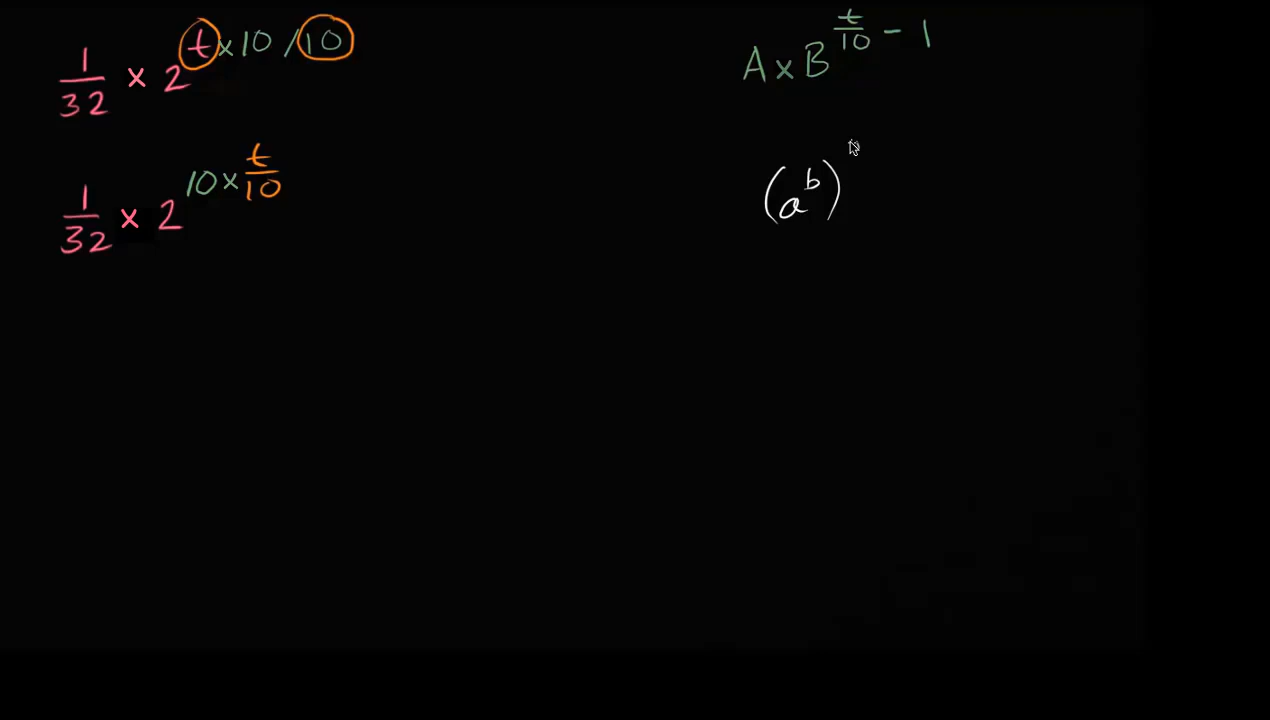 1/32 × 2^(t×10/10)
A×B^(t/10 - 1)
1/32 × 2^(10×t/10)
(a^b)